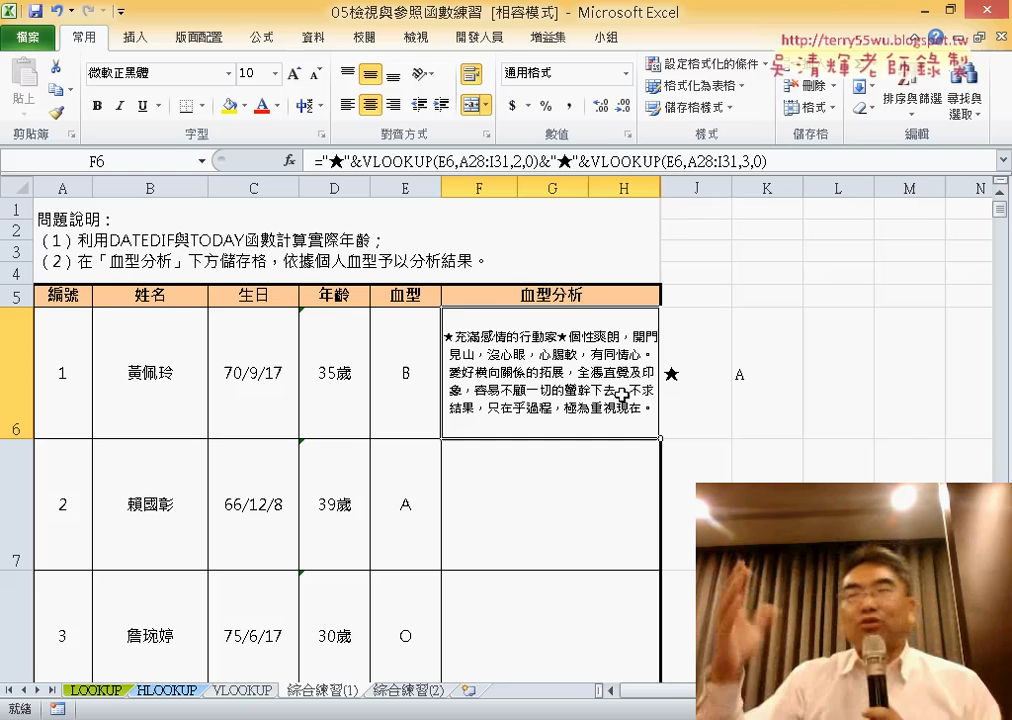 05檢視與參照函數練習 [相容模式] - Microsoft Excel
檔案 常用 插入 版面配置 公式 資料 校閱 檢視 開發人員 增益集 小組
http://terry55wu.blogspot.tw
吳清輝老師錄製
貼上 微軟正黑體 10 通用格式 設定格式化的條件
B I U 中 $ % , 格式化為表格 刪除 排序與篩選 尋找與選取
儲存格樣式 格式
剪貼簿 字型 對齊方式 數值 樣式 儲存格 編輯
F6 fx ="★"&VLOOKUP(E6,A28:I31,2,0)&"★"&VLOOKUP(E6,A28:I31,3,0)
A B C D E F G H J K L M N
1 問題說明：
2
3 （1）利用DATEDIF與TODAY函數計算實際年齡；
4 （2）在「血型分析」下方儲存格，依據個人血型予以分析結果。
5 編號 姓名 生日 年齡 血型 血型分析
★充滿感情的行動家★個性爽朗，開門
見山，沒心眼，心腸軟，有同情心。
6 1 黃佩玲 70/9/17 35歲 B 愛好橫向關係的拓展，全憑直覺及印 ★ A
象，容易不顧一切的蠻幹下去，不求
結果，只在乎過程，極為重視現在。
7 2 賴國彰 66/12/8 39歲 A
3 詹琬婷 75/6/17 30歲 O
LOOKUP HLOOKUP VLOOKUP 綜合練習(1) 綜合練習(2)
就緒